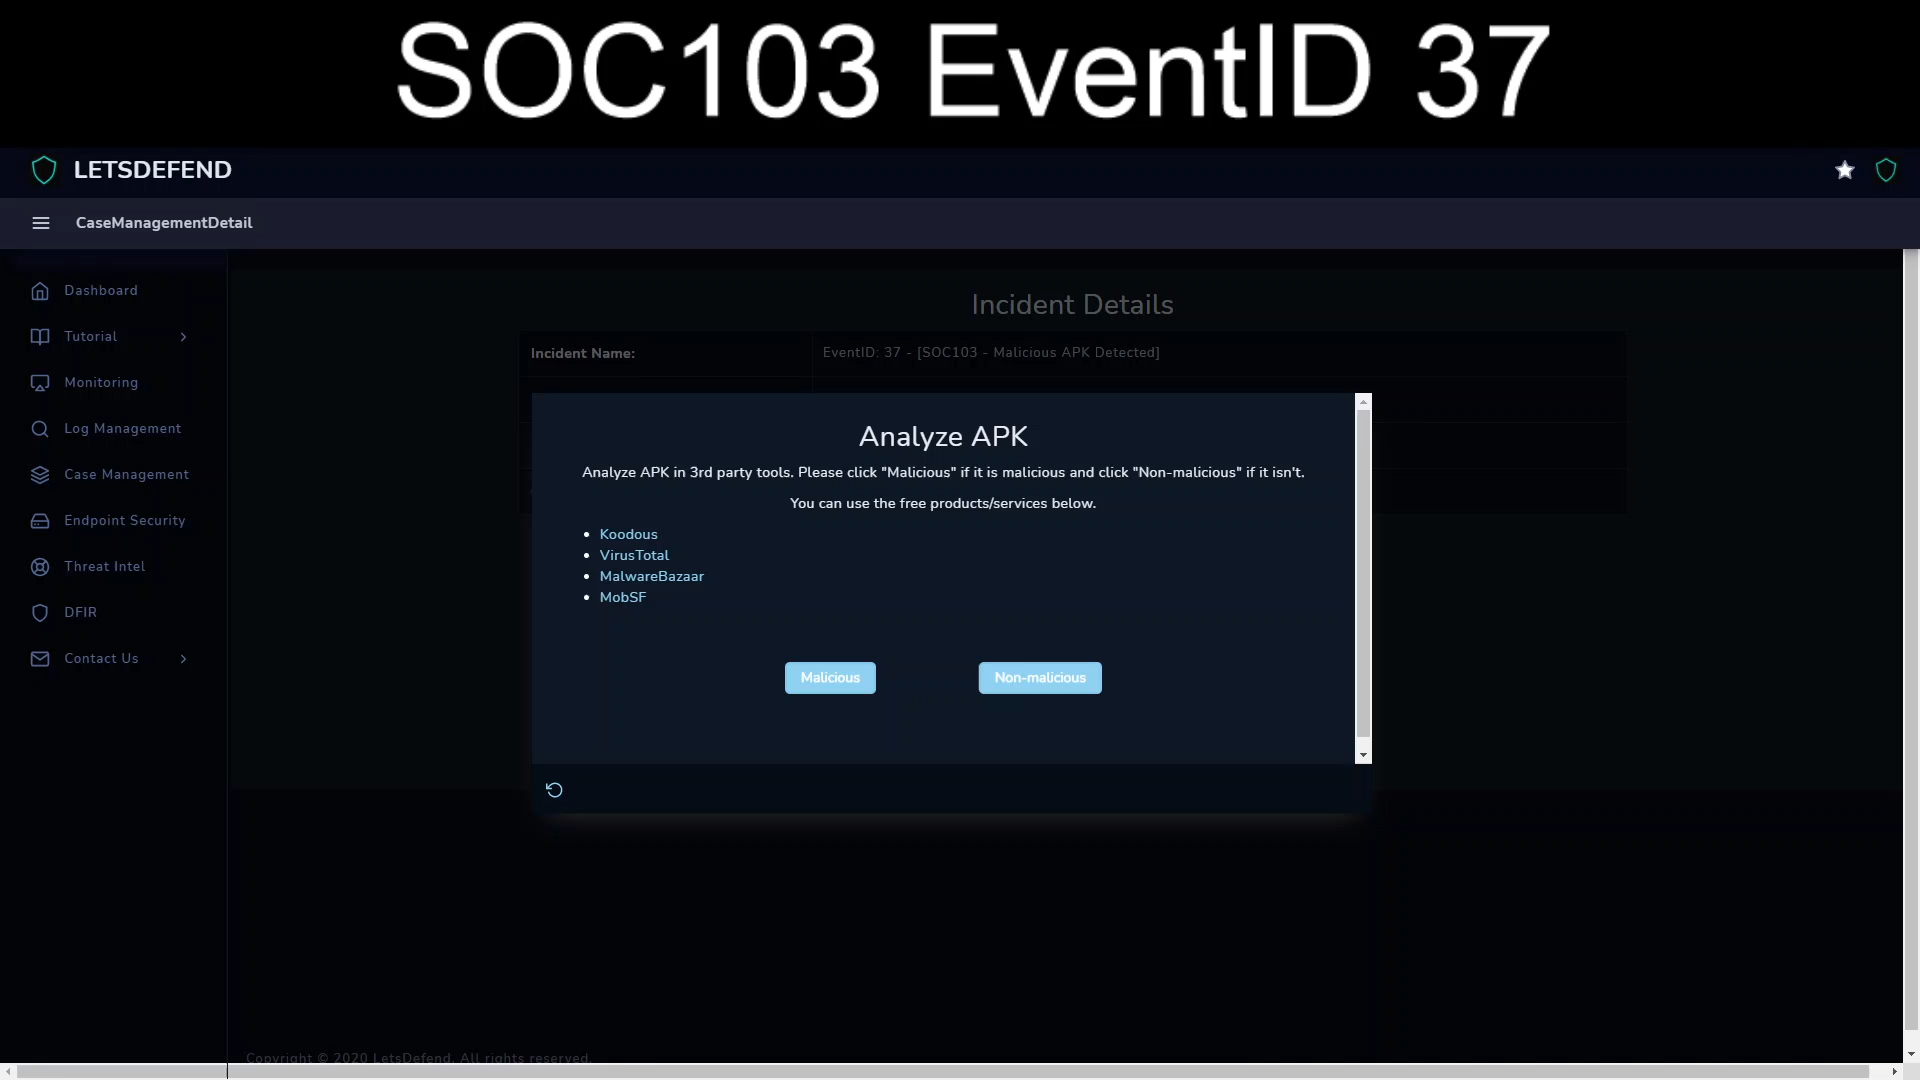 SOC103 EventID 37
LETSDEFEND
CaseManagementDetail
Dashboard
Tutorial
Monitoring
Log Management
Case Management
Endpoint Security
Threat Intel
DFIR
Contact Us
Incident Details
Incident Name:
EventID: 37 - [SOC103 - Malicious APK Detected]
Analyze APK
Analyze APK in 3rd party tools. Please click "Malicious" if it is malicious and click "Non-malicious" if it isn't.
You can use the free products/services below.
Koodous
VirusTotal
MalwareBazaar
MobSF
Malicious
Non-malicious
Copyright © 2020 LetsDefend. All rights reserved.